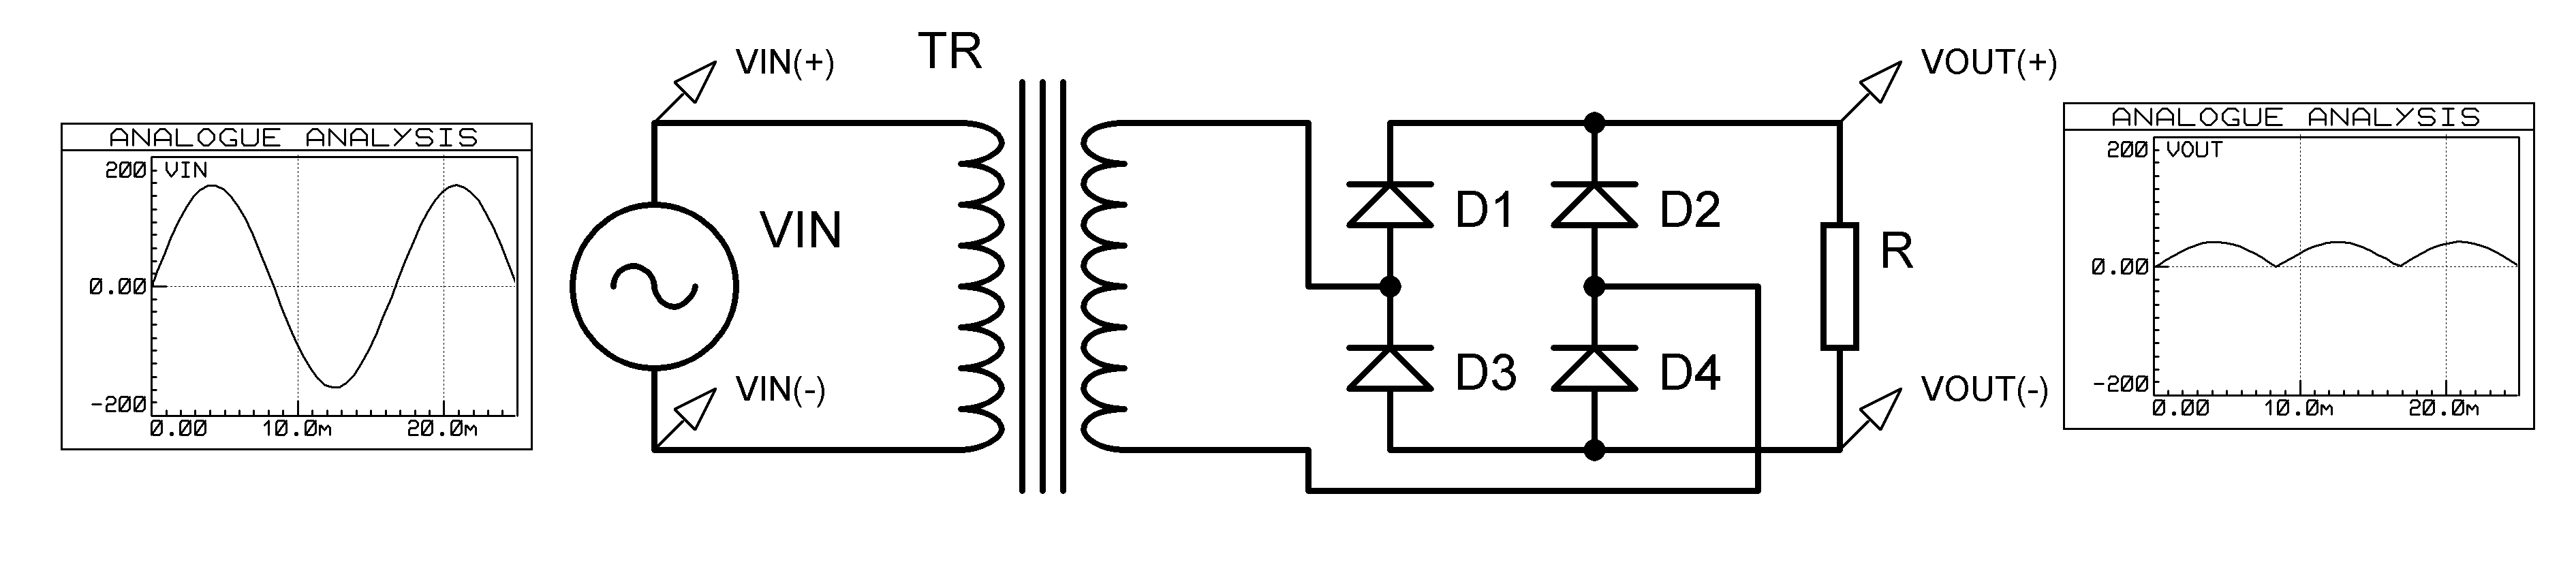 ANALOGUE ANALYSIS
200
VIN
0.00
-200
0.00 10.0m 20.0m
VIN(+)
VIN
VIN(-)
TR
D1
D2
D3
D4
R
VOUT(+)
VOUT(-)
ANALOGUE ANALYSIS
200
VOUT
0.00
-200
0.00 10.0m 20.0m